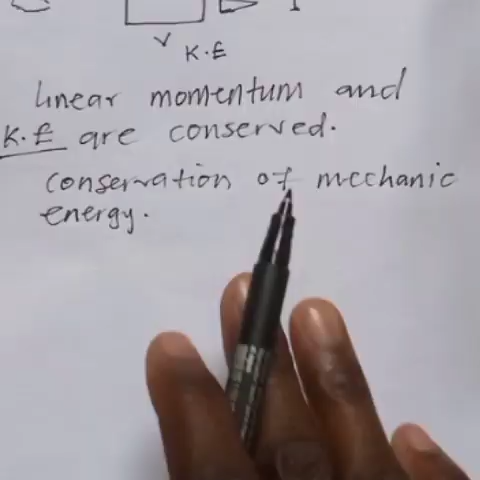 V K.E
linear momentum and
K.E are conserved.
conservation of mechanic
energy.